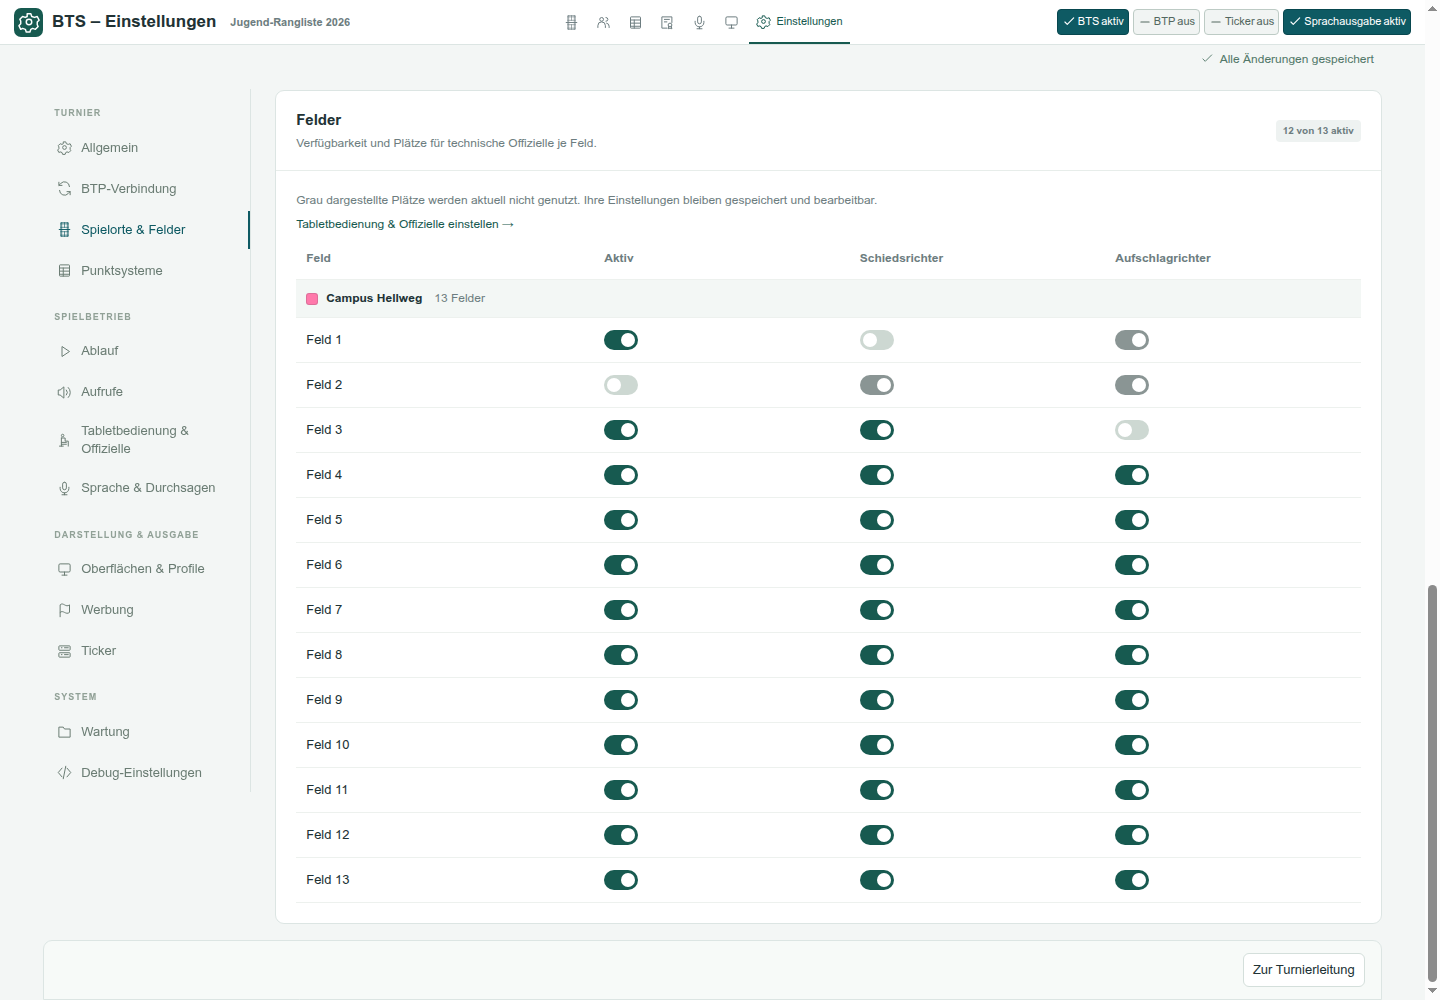 BTS – Einstellungen
Jugend-Rangliste 2026
Einstellungen
BTS aktiv
BTP aus
Ticker aus
Sprachausgabe aktiv
Alle Änderungen gespeichert
TURNIER
Allgemein
BTP-Verbindung
Spielorte & Felder
Punktsysteme
SPIELBETRIEB
Ablauf
Aufrufe
Tabletbedienung &
Offizielle
Sprache & Durchsagen
DARSTELLUNG & AUSGABE
Oberflächen & Profile
Werbung
Ticker
SYSTEM
Wartung
Debug-Einstellungen
Felder
Verfügbarkeit und Plätze für technische Offizielle je Feld.
12 von 13 aktiv
Grau dargestellte Plätze werden aktuell nicht genutzt. Ihre Einstellungen bleiben gespeichert und bearbeitbar.
Tabletbedienung & Offizielle einstellen →
Feld Aktiv Schiedsrichter Aufschlagrichter
Campus Hellweg 13 Felder
Feld 1
Feld 2
Feld 3
Feld 4
Feld 5
Feld 6
Feld 7
Feld 8
Feld 9
Feld 10
Feld 11
Feld 12
Feld 13
Zur Turnierleitung